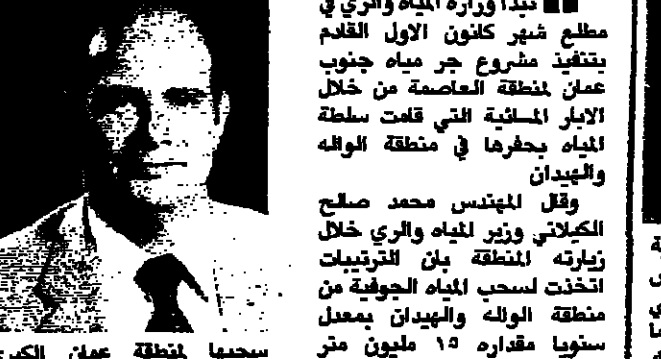 تبدأ وزارة المياه والري في
مطلع شهر كانون الاول القادم
بتنفيذ مشروع جر مياه جنوب
عمان لمنطقة العاصمة من خلال
الابار المائية التي قامت سلطة
المياه بحفرها في منطقة الواله
والهيدان
وقال المهندس محمد صالح
الكيلاني وزير المياه والري خلال
زيارته المنطقة بان الترتيبات
اتخذت لسحب المياه الجوفية من
منطقة الواله والهيدان بمعدل
سنويا مقداره ١٥ مليون متر
سحبها لمنطقة عمان الكبرى